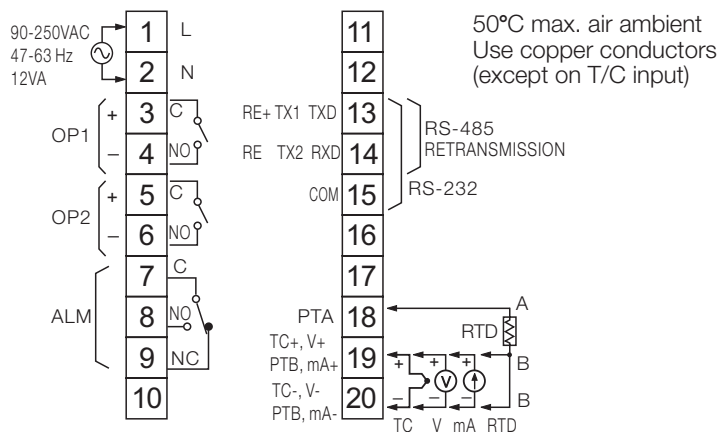 90-250VAC
47-63 Hz
12VA
1 L
2 N
OP1
+ 3 C
– 4 NO
OP2
+ 5 C
– 6 NO
ALM
7 C
8 NO
9 NC
10
11
12
RE+ TX1 TXD 13
RE TX2 RXD 14
COM 15
RS-485
RETRANSMISSION
RS-232
16
17
PTA 18
TC+, V+
PTB, mA+ 19
TC-, V-
PTB, mA- 20
A
RTD
B
B
+ + +
V
– – –
TC V mA RTD
50°C max. air ambient
Use copper conductors
(except on T/C input)